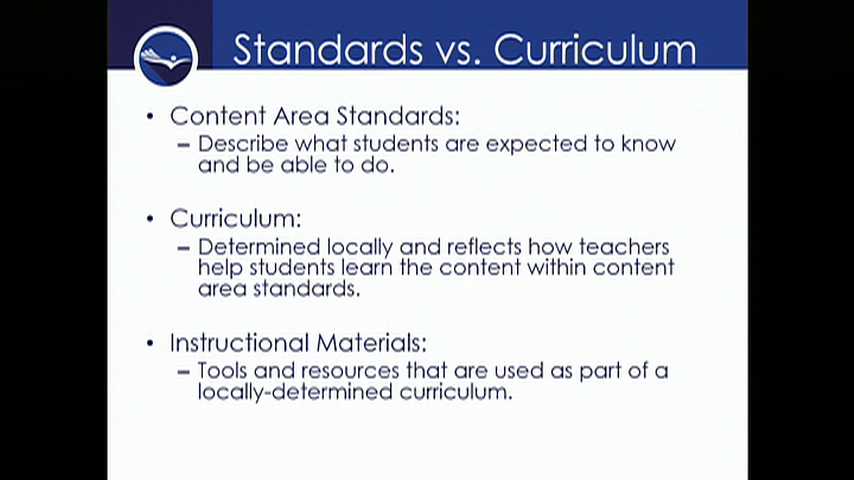 Standards vs. Curriculum
• Content Area Standards:
– Describe what students are expected to know
and be able to do.
• Curriculum:
– Determined locally and reflects how teachers
help students learn the content within content
area standards.
• Instructional Materials:
– Tools and resources that are used as part of a
locally-determined curriculum.